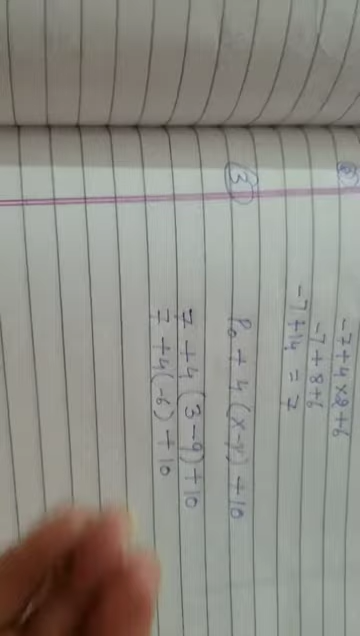 -7+4×2+6
-7+8+6
-7+14 = 7
③ P₀ + 4 (x-y) + 10
7 + 4 (3-9) + 10
7 + 4(-6) + 10